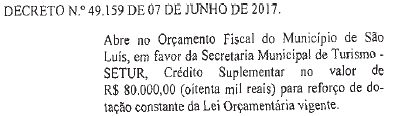 DECRETO N.º 49.159 DE 07 DE JUNHO DE 2017.
Abre no Orçamento Fiscal do Município de São
Luís, em favor da Secretaria Municipal de Turismo -
SETUR, Crédito Suplementar no valor de
R$ 80.000,00 (oitenta mil reais) para reforço de do-
tação constante da Lei Orçamentária vigente.